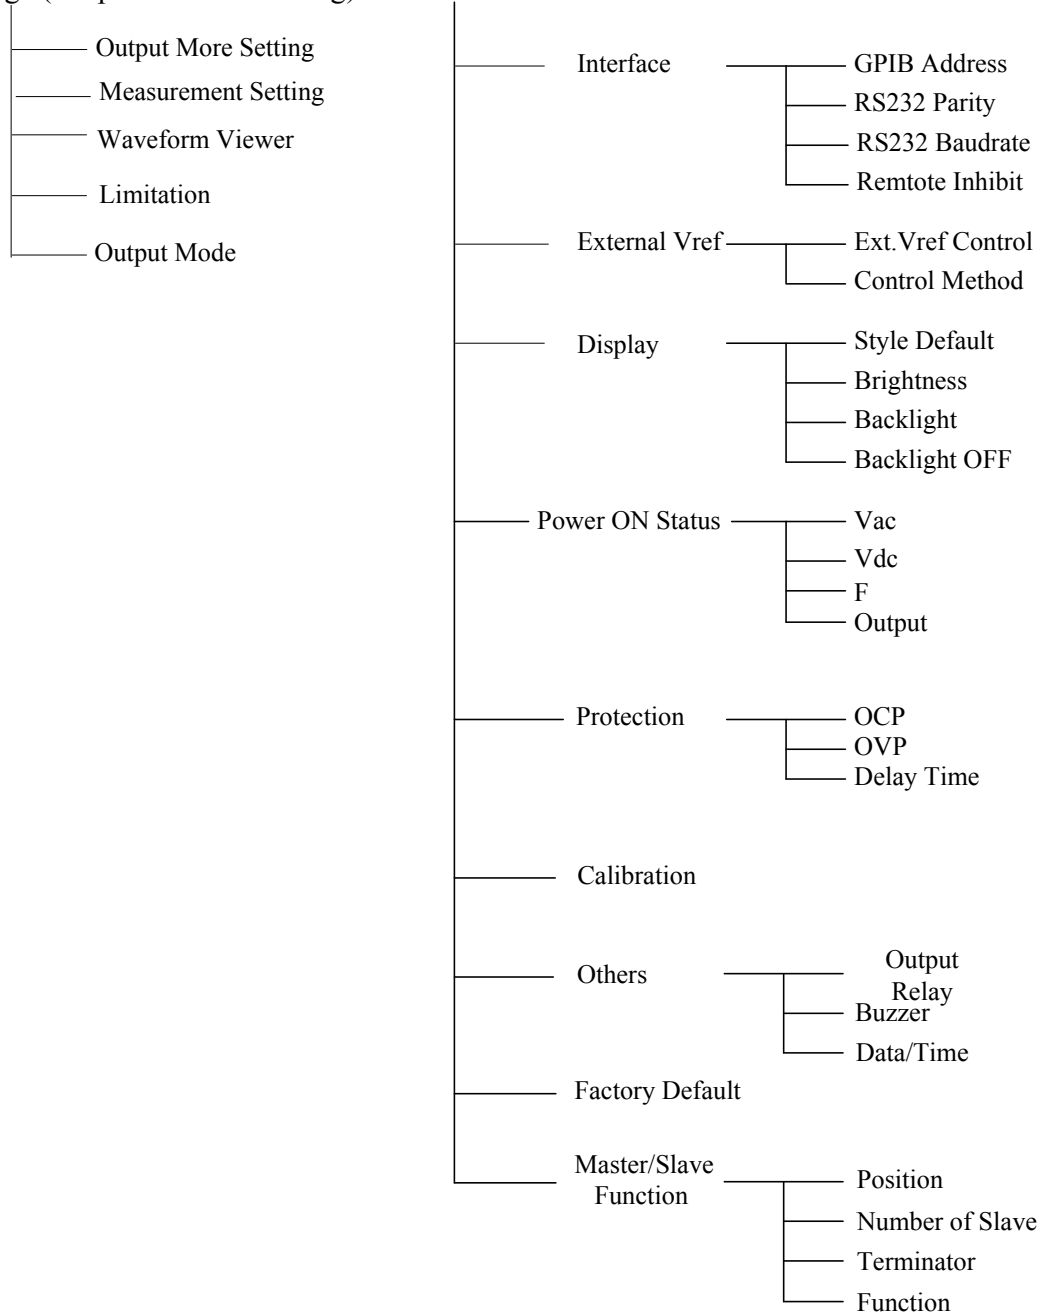 Output More Setting
Measurement Setting
Waveform Viewer
Limitation
Output Mode
Interface
GPIB Address
RS232 Parity
RS232 Baudrate
Remtote Inhibit
External Vref
Ext.Vref Control
Control Method
Display
Style Default
Brightness
Backlight
Backlight OFF
Power ON Status
Vac
Vdc
F
Output
Protection
OCP
OVP
Delay Time
Calibration
Others
Output
Relay
Buzzer
Data/Time
Factory Default
Master/Slave
Function
Position
Number of Slave
Terminator
Function